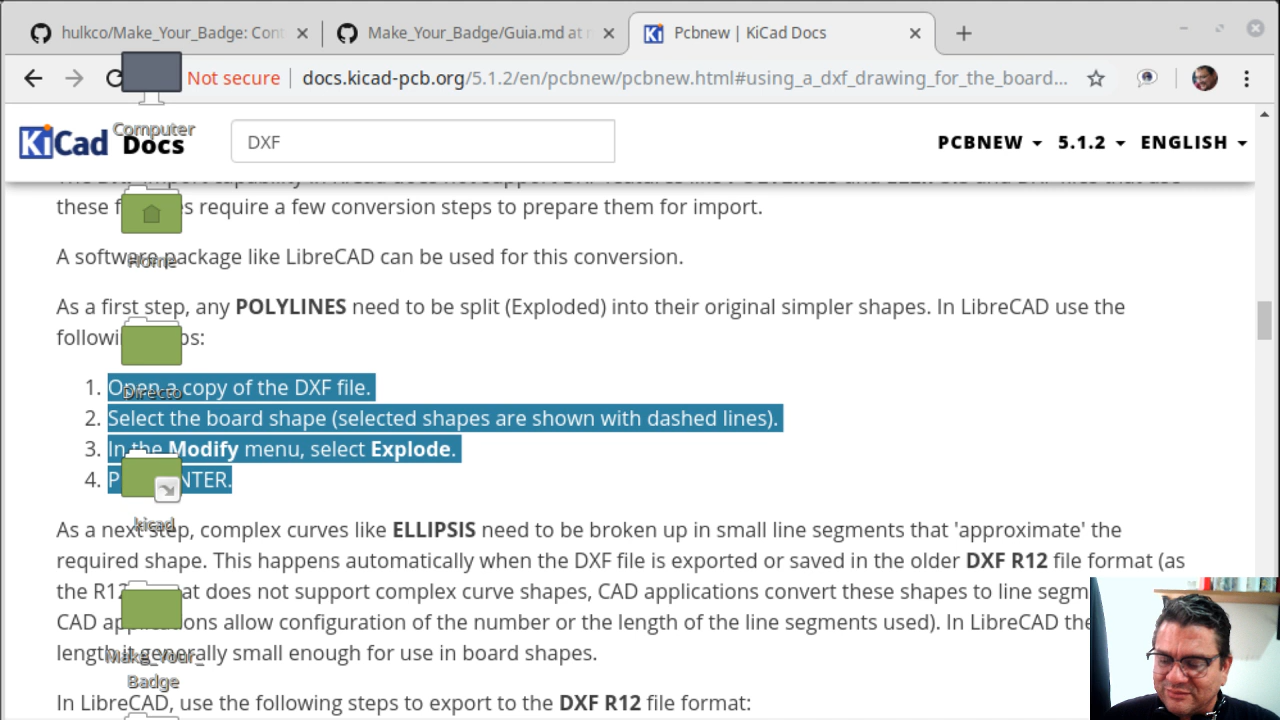 hulkco/Make_Your_Badge: Cont
Make_Your_Badge/Guia.md at m
Pcbnew | KiCad Docs
Not secure
docs.kicad-pcb.org/5.1.2/en/pcbnew/pcbnew.html#using_a_dxf_drawing_for_the_board...
Computer
KiCad Docs
DXF
PCBNEW
5.1.2
ENGLISH
these require a few conversion steps to prepare them for import.
A software package like LibreCAD can be used for this conversion.
Home
As a first step, any POLYLINES need to be split (Exploded) into their original simpler shapes. In LibreCAD use the
1. Open a copy of the DXF file.
Directo
2. Select the board shape (selected shapes are shown with dashed lines).
3. In the Modify menu, select Explode.
4. P NTER.
kicad
As a next step, complex curves like ELLIPSIS need to be broken up in small line segments that 'approximate' the
required shape. This happens automatically when the DXF file is exported or saved in the older DXF R12 file format (as
the R12 at does not support complex curve shapes, CAD applications convert these shapes to line segm
CAD app ons allow configuration of the number or the length of the line segments used). In LibreCAD the
length it generally small enough for use in board shapes.
Make_Your_
Badge
In LibreCAD, use the following steps to export to the DXF R12 file format: